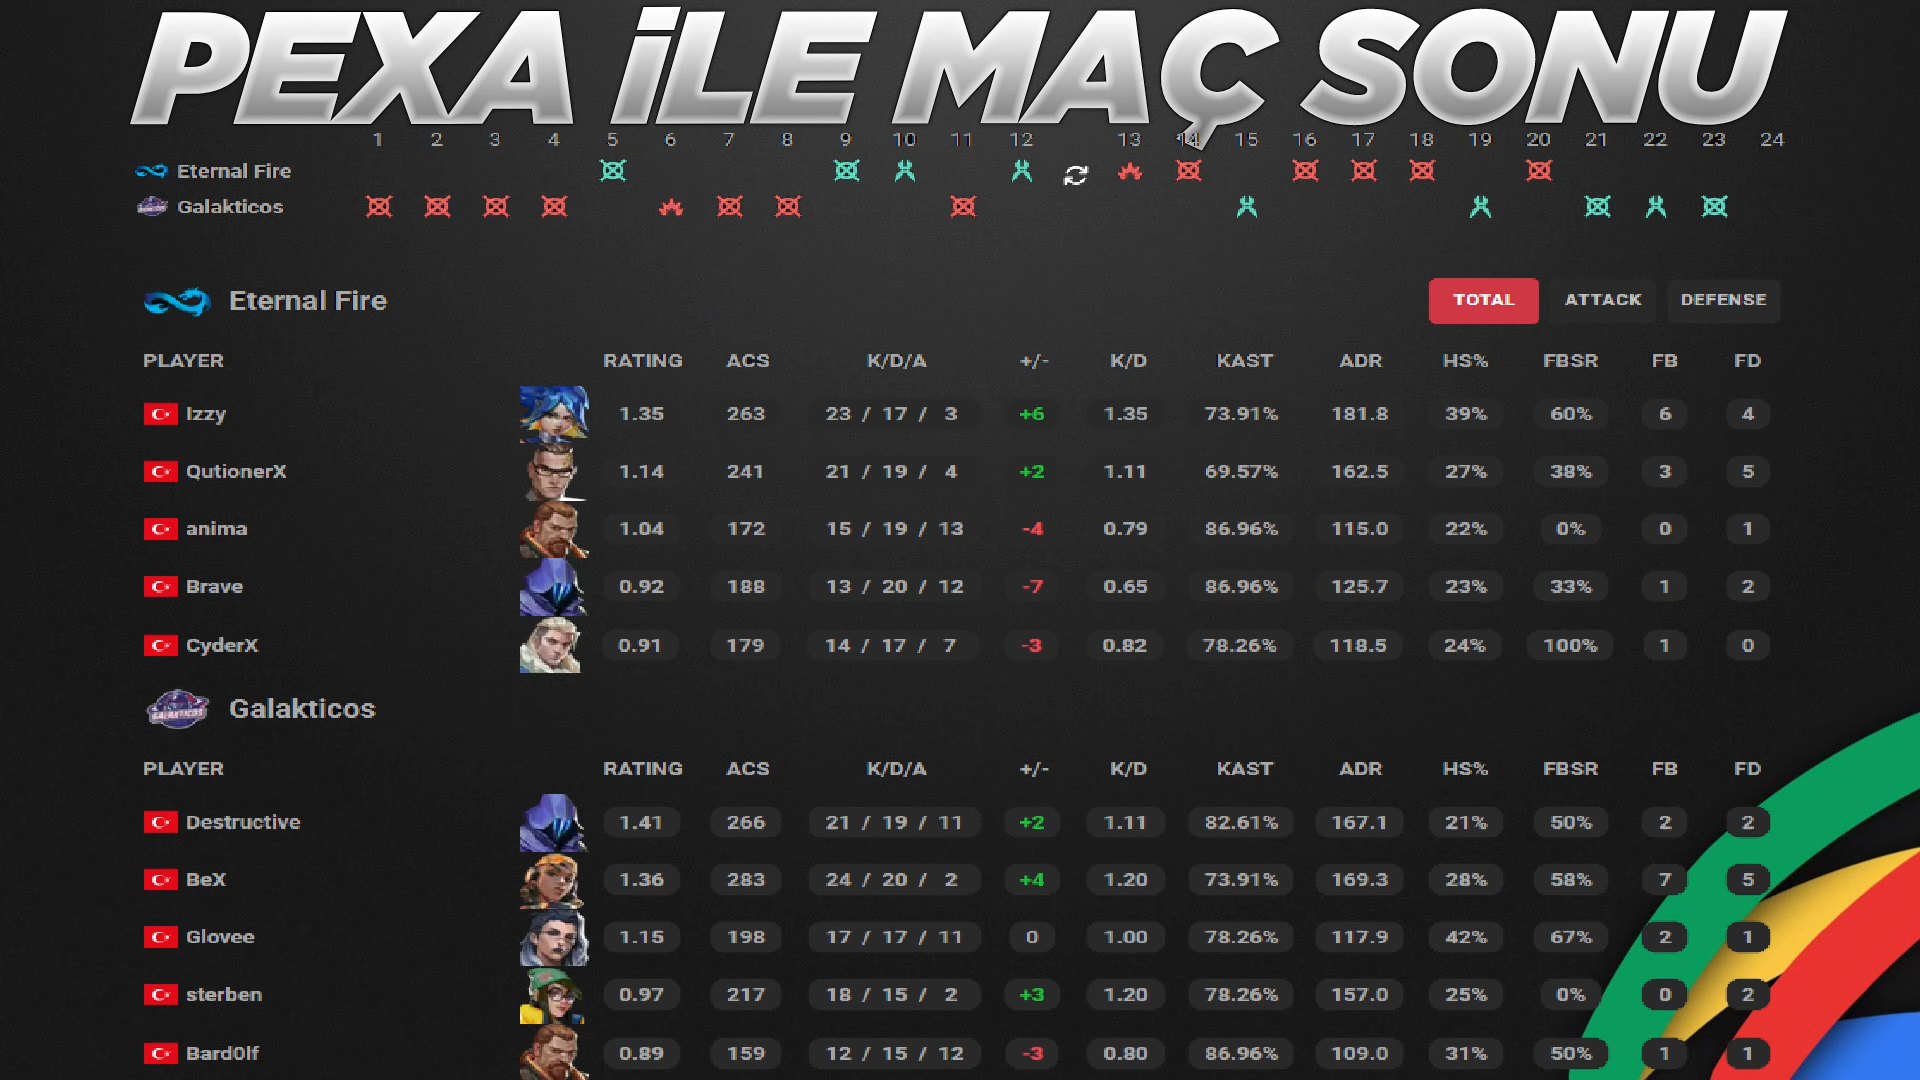 PEXA iLE MAÇ SONU
1 2 3 4 5 6 7 8 9 10 11 12 13 14 15 16 17 18 19 20 21 22 23 24
Eternal Fire
Galakticos
Eternal Fire TOTAL ATTACK DEFENSE
PLAYER RATING ACS K/D/A +/- K/D KAST ADR HS% FBSR FB FD
Izzy 1.35 263 23 / 17 / 3 +6 1.35 73.91% 181.8 39% 60% 6 4
QutionerX 1.14 241 21 / 19 / 4 +2 1.11 69.57% 162.5 27% 38% 3 5
anima 1.04 172 15 / 19 / 13 -4 0.79 86.96% 115.0 22% 0% 0 1
Brave 0.92 188 13 / 20 / 12 -7 0.65 86.96% 125.7 23% 33% 1 2
CyderX 0.91 179 14 / 17 / 7 -3 0.82 78.26% 118.5 24% 100% 1 0
GALAKTICOS Galakticos
PLAYER RATING ACS K/D/A +/- K/D KAST ADR HS% FBSR FB FD
Destructive 1.41 266 21 / 19 / 11 +2 1.11 82.61% 167.1 21% 50% 2 2
BeX 1.36 283 24 / 20 / 2 +4 1.20 73.91% 169.3 28% 58% 7 5
Glovee 1.15 198 17 / 17 / 11 0 1.00 78.26% 117.9 42% 67% 2 1
sterben 0.97 217 18 / 15 / 2 +3 1.20 78.26% 157.0 25% 0% 0 2
Bard0lf 0.89 159 12 / 15 / 12 -3 0.80 86.96% 109.0 31% 50% 1 1